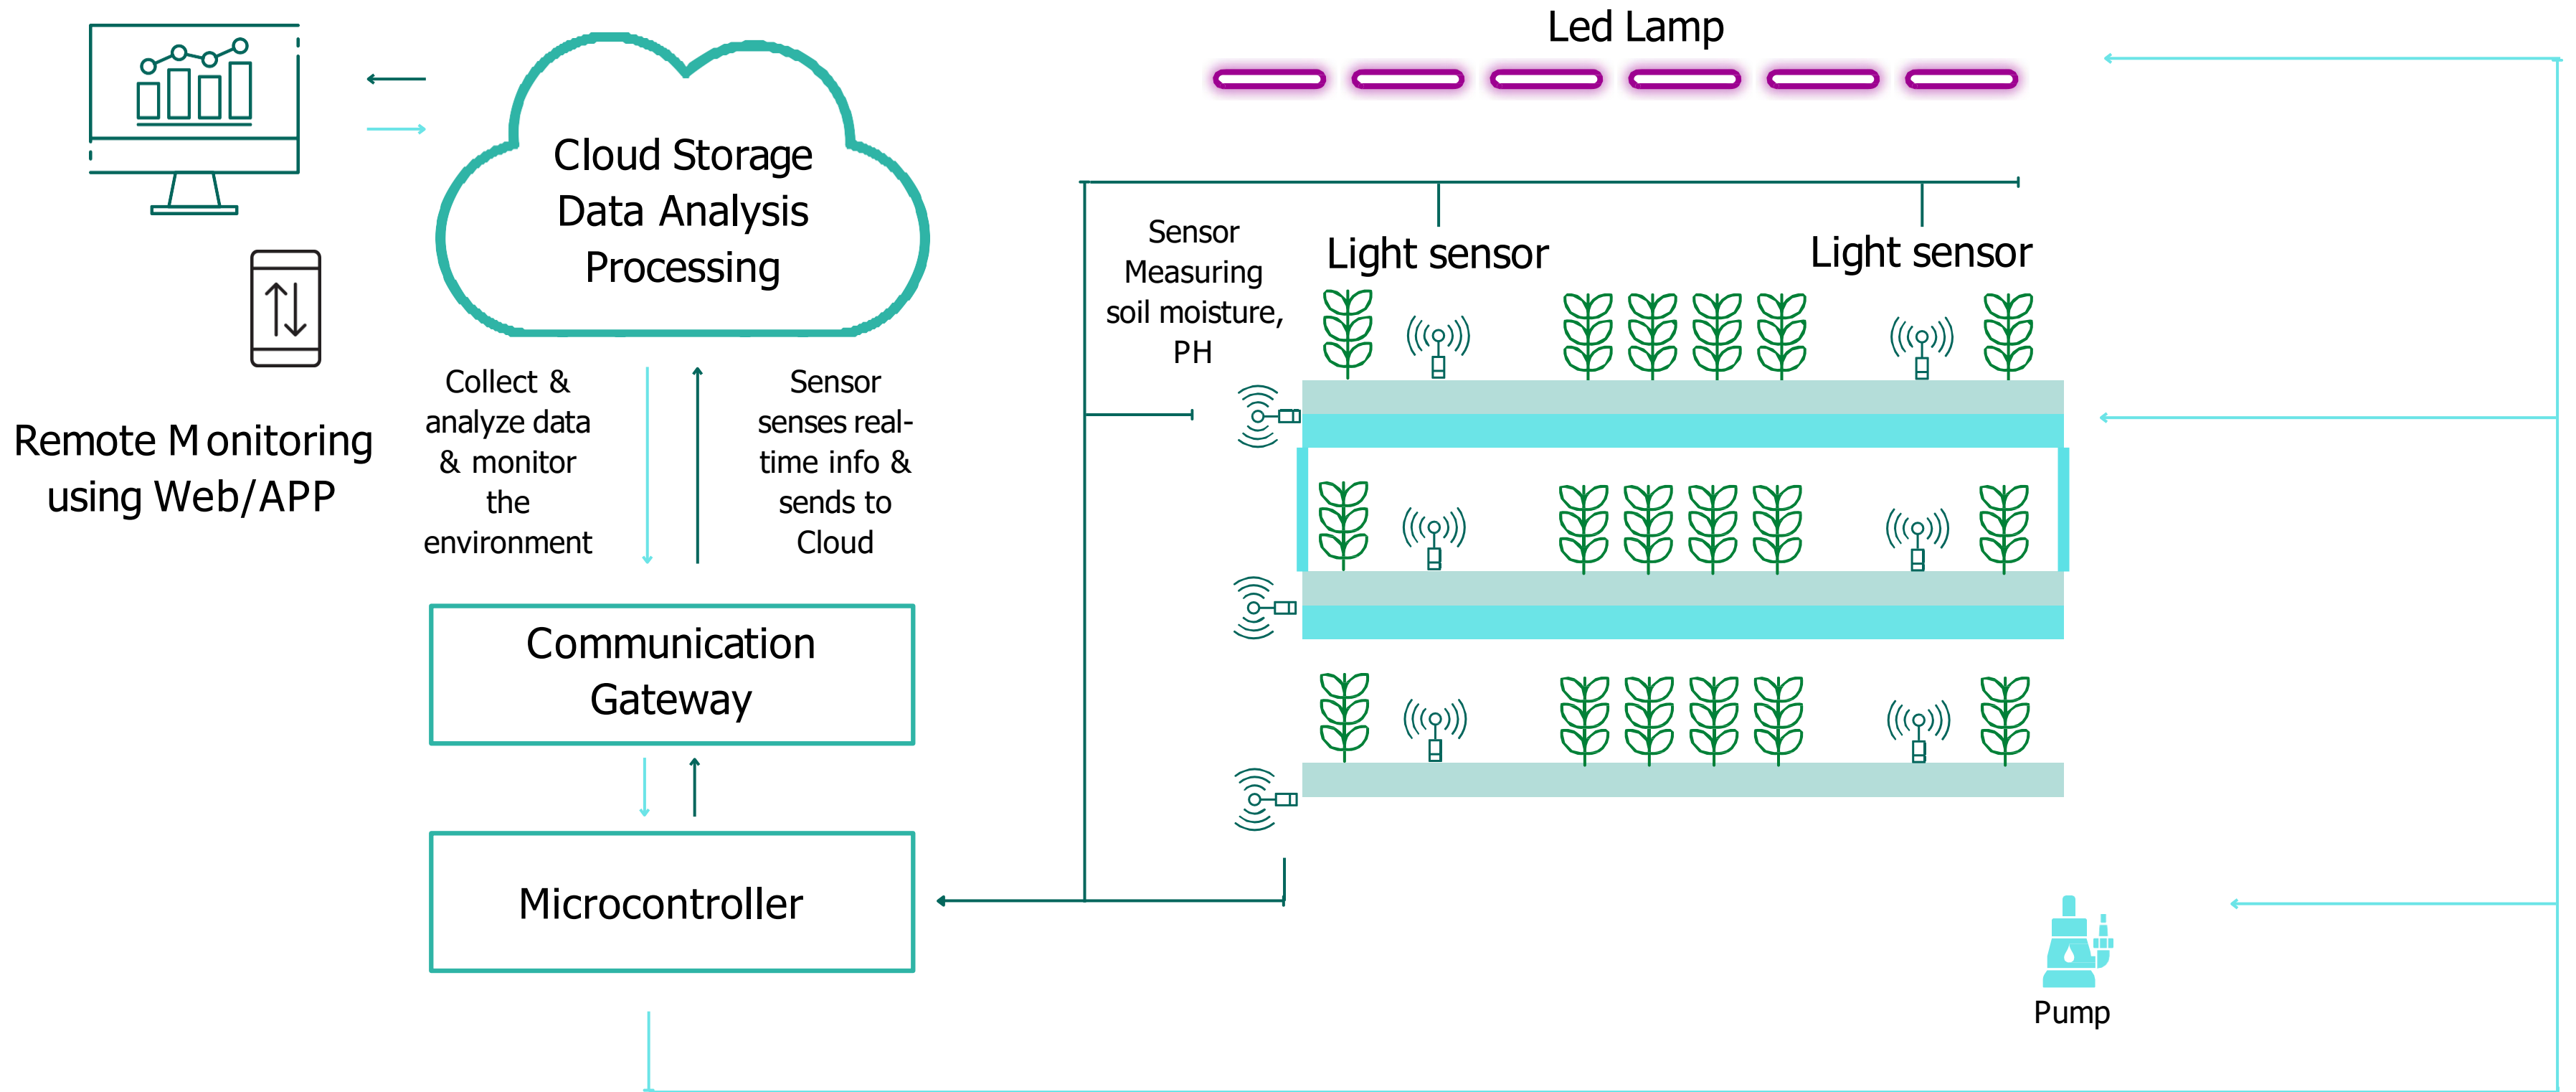 Led Lamp
Cloud Storage
Data Analysis
Processing
Remote Monitoring
using Web/APP
Collect &
analyze data
& monitor
the
environment
Sensor
senses real-
time info &
sends to
Cloud
Communication
Gateway
Microcontroller
Sensor
Measuring
soil moisture,
PH
Light sensor
Light sensor
Pump